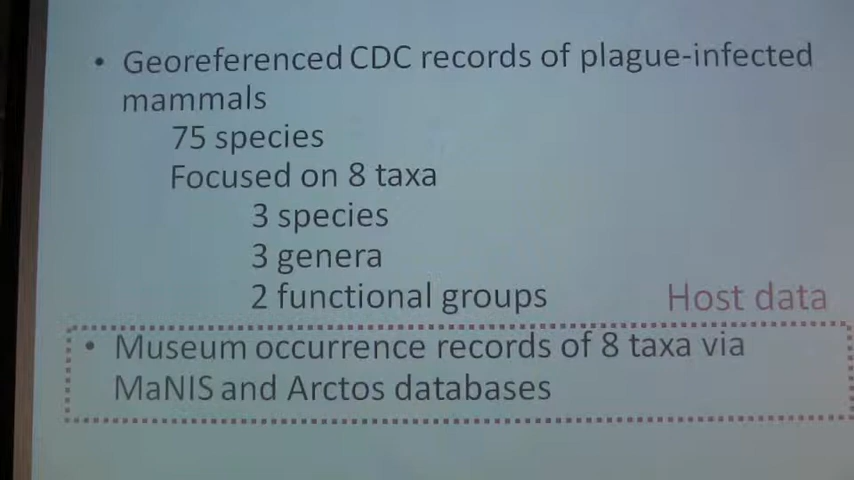 • Georeferenced CDC records of plague-infected
mammals
75 species
Focused on 8 taxa
3 species
3 genera
2 functional groups
Host data
• Museum occurrence records of 8 taxa via
MaNIS and Arctos databases